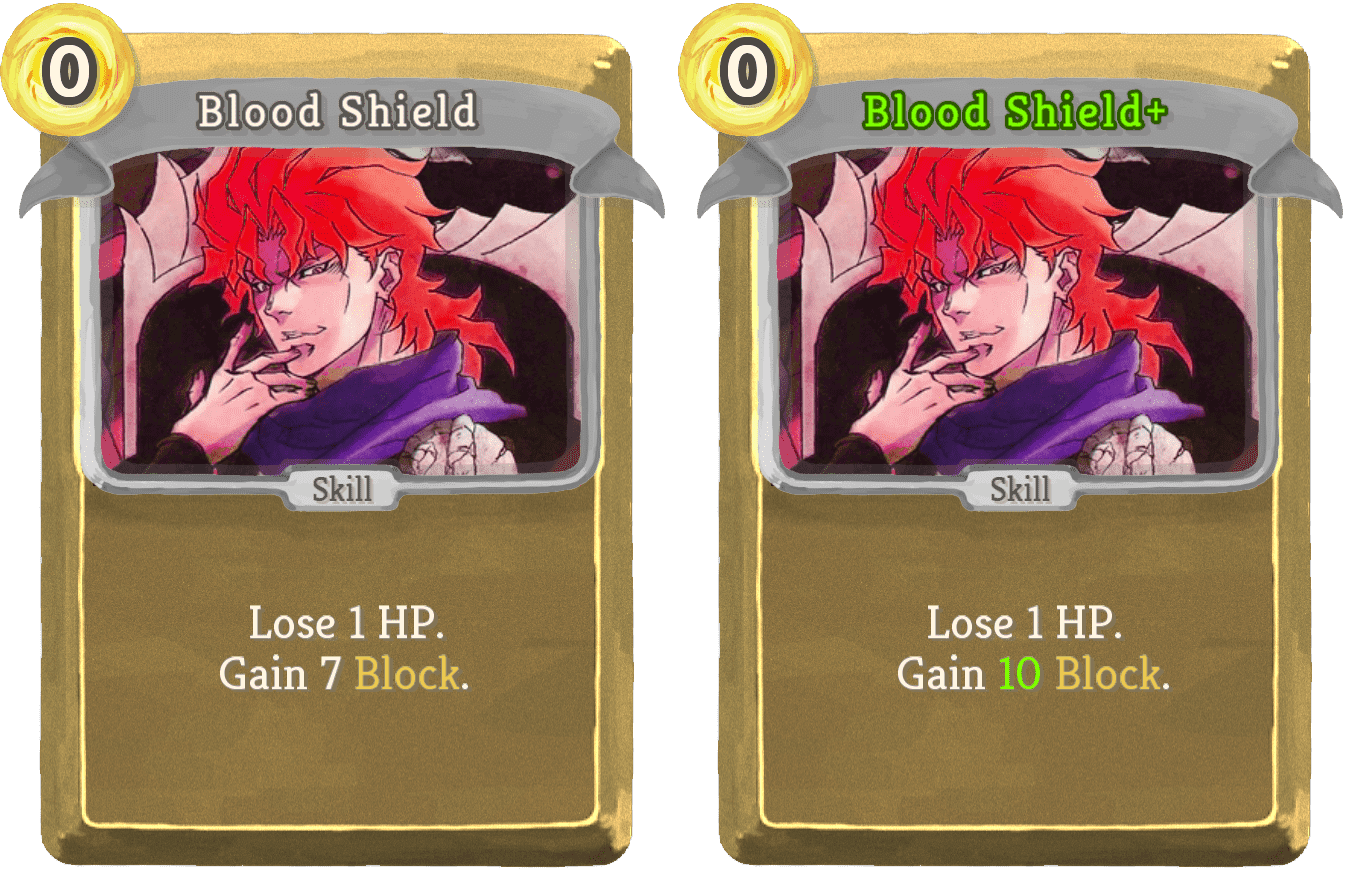 0
Blood Shield
Skill
Lose 1 HP.
Gain 7 Block.
0
Blood Shield+
Skill
Lose 1 HP.
Gain 10 Block.